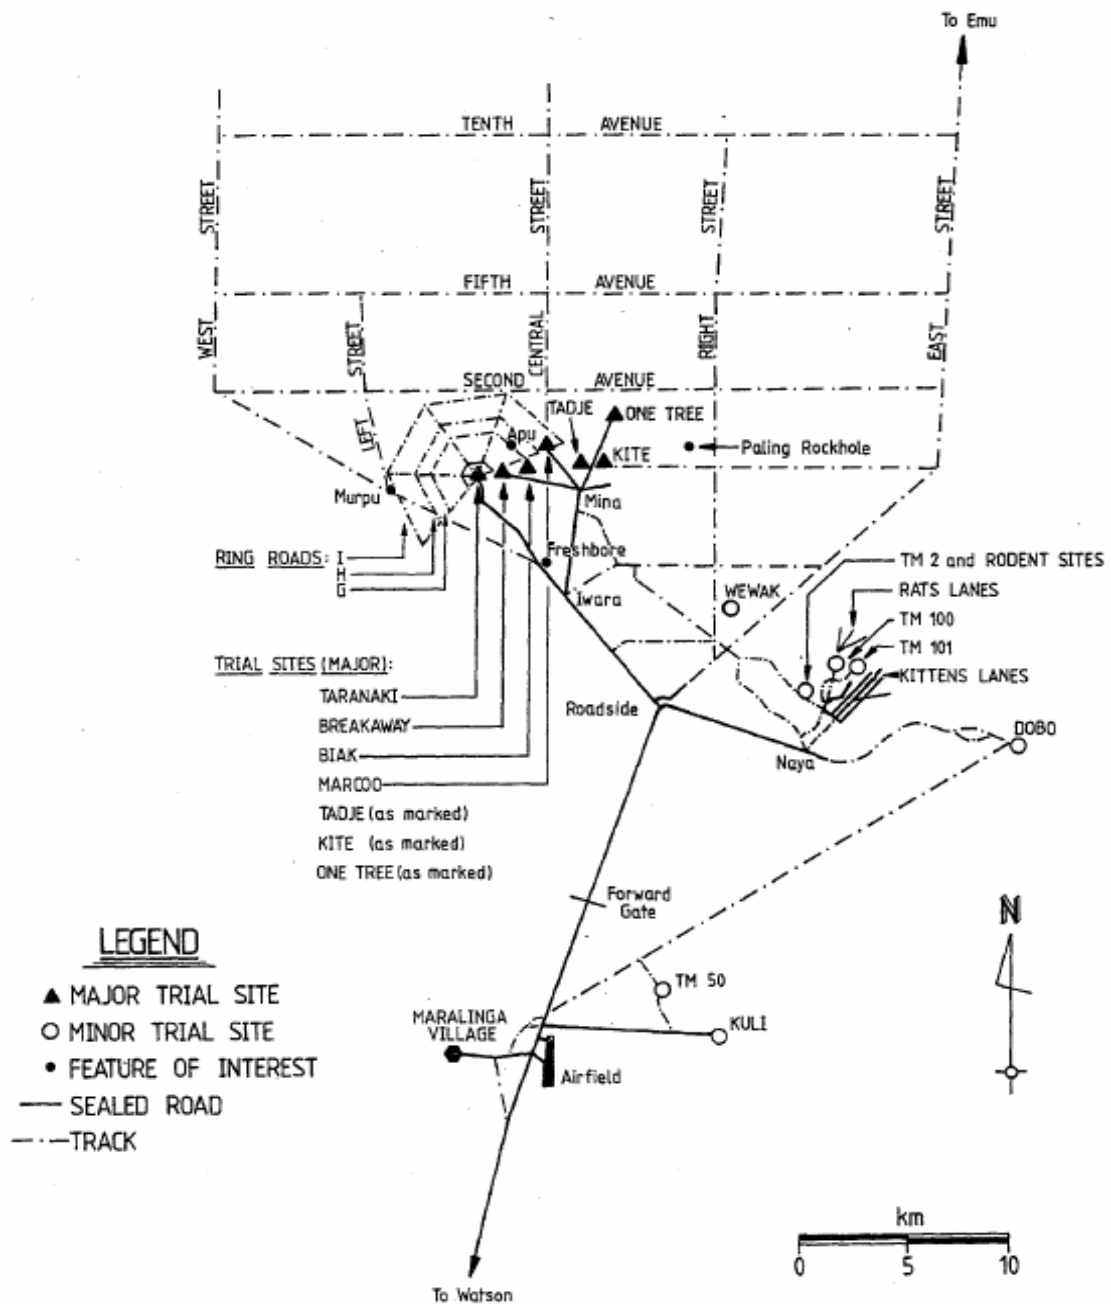 To Emu
TENTH AVENUE
STREET
STREET
STREET
STREET
FIFTH AVENUE
WEST
STREET
CENTRAL
RIGHT
EAST
SECOND AVENUE
LEFT
TADJE
ONE TREE
Apu
KITE
Paling Rockhole
Murpu
Mina
RING ROADS: I
H
G
Freshbore
Iwara
TM 2 and RODENT SITES
WEWAK
RATS LANES
TM 100
TM 101
KITTENS LANES
TRIAL SITES (MAJOR):
TARANAKI
BREAKAWAY
BIAK
MARCOO
TADJE (as marked)
KITE (as marked)
ONE TREE (as marked)
Roadside
Naya
DOBO
Forward
Gate
N
LEGEND
MAJOR TRIAL SITE
MINOR TRIAL SITE
FEATURE OF INTEREST
SEALED ROAD
TRACK
TM 50
MARALINGA
VILLAGE
KULI
Airfield
km
0 5 10
To Watson